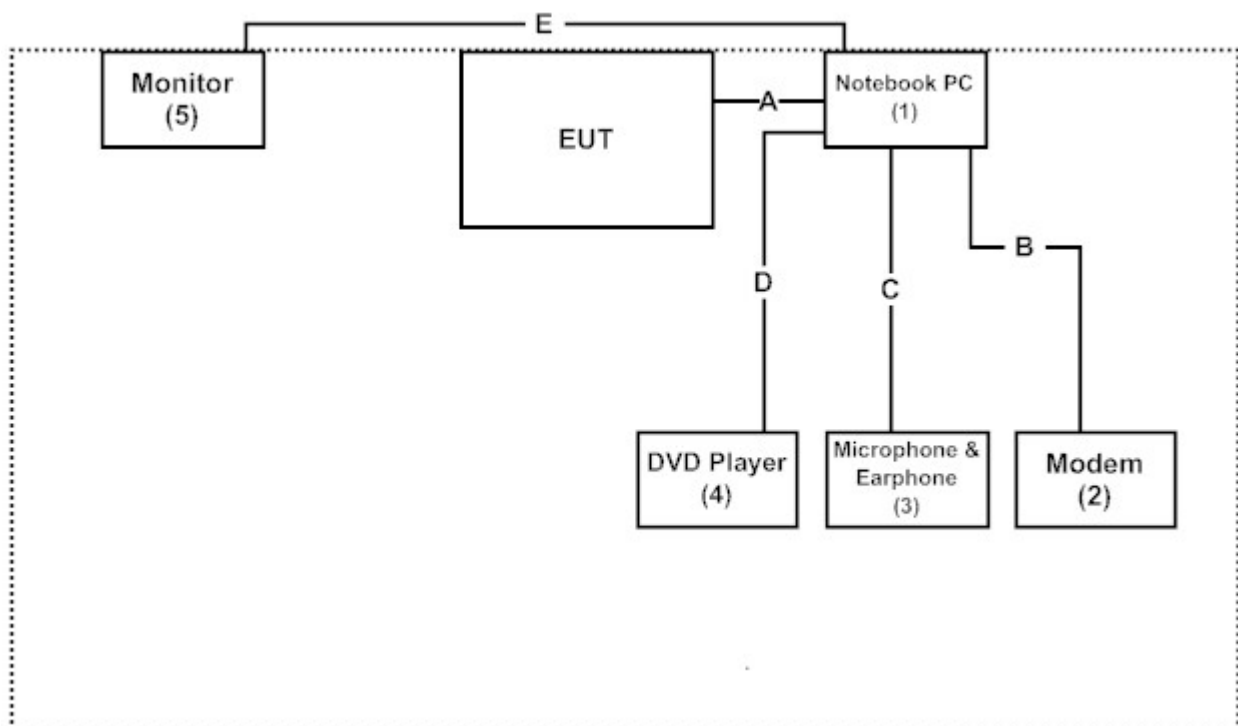 E
Monitor
(5)
EUT
A
Notebook PC
(1)
D
C
B
DVD Player
(4)
Microphone &
Earphone
(3)
Modem
(2)